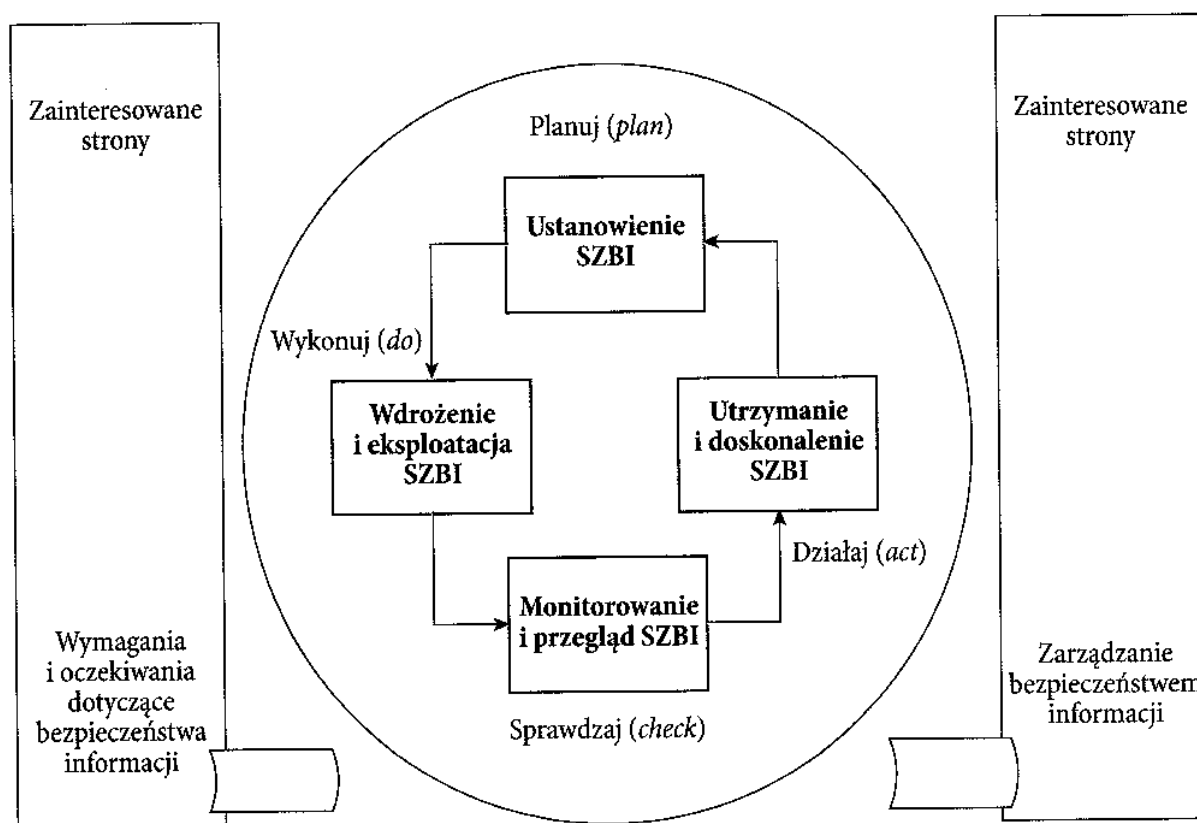 Zainteresowane
strony
Wymagania
i oczekiwania
dotyczące
bezpieczeństwa
informacji
Planuj (plan)
Ustanowienie
SZBI
Wykonuj (do)
Wdrożenie
i eksploatacja
SZBI
Utrzymanie
i doskonalenie
SZBI
Działaj (act)
Monitorowanie
i przegląd SZBI
Sprawdzaj (check)
Zainteresowane
strony
Zarządzanie
bezpieczeństwem
informacji